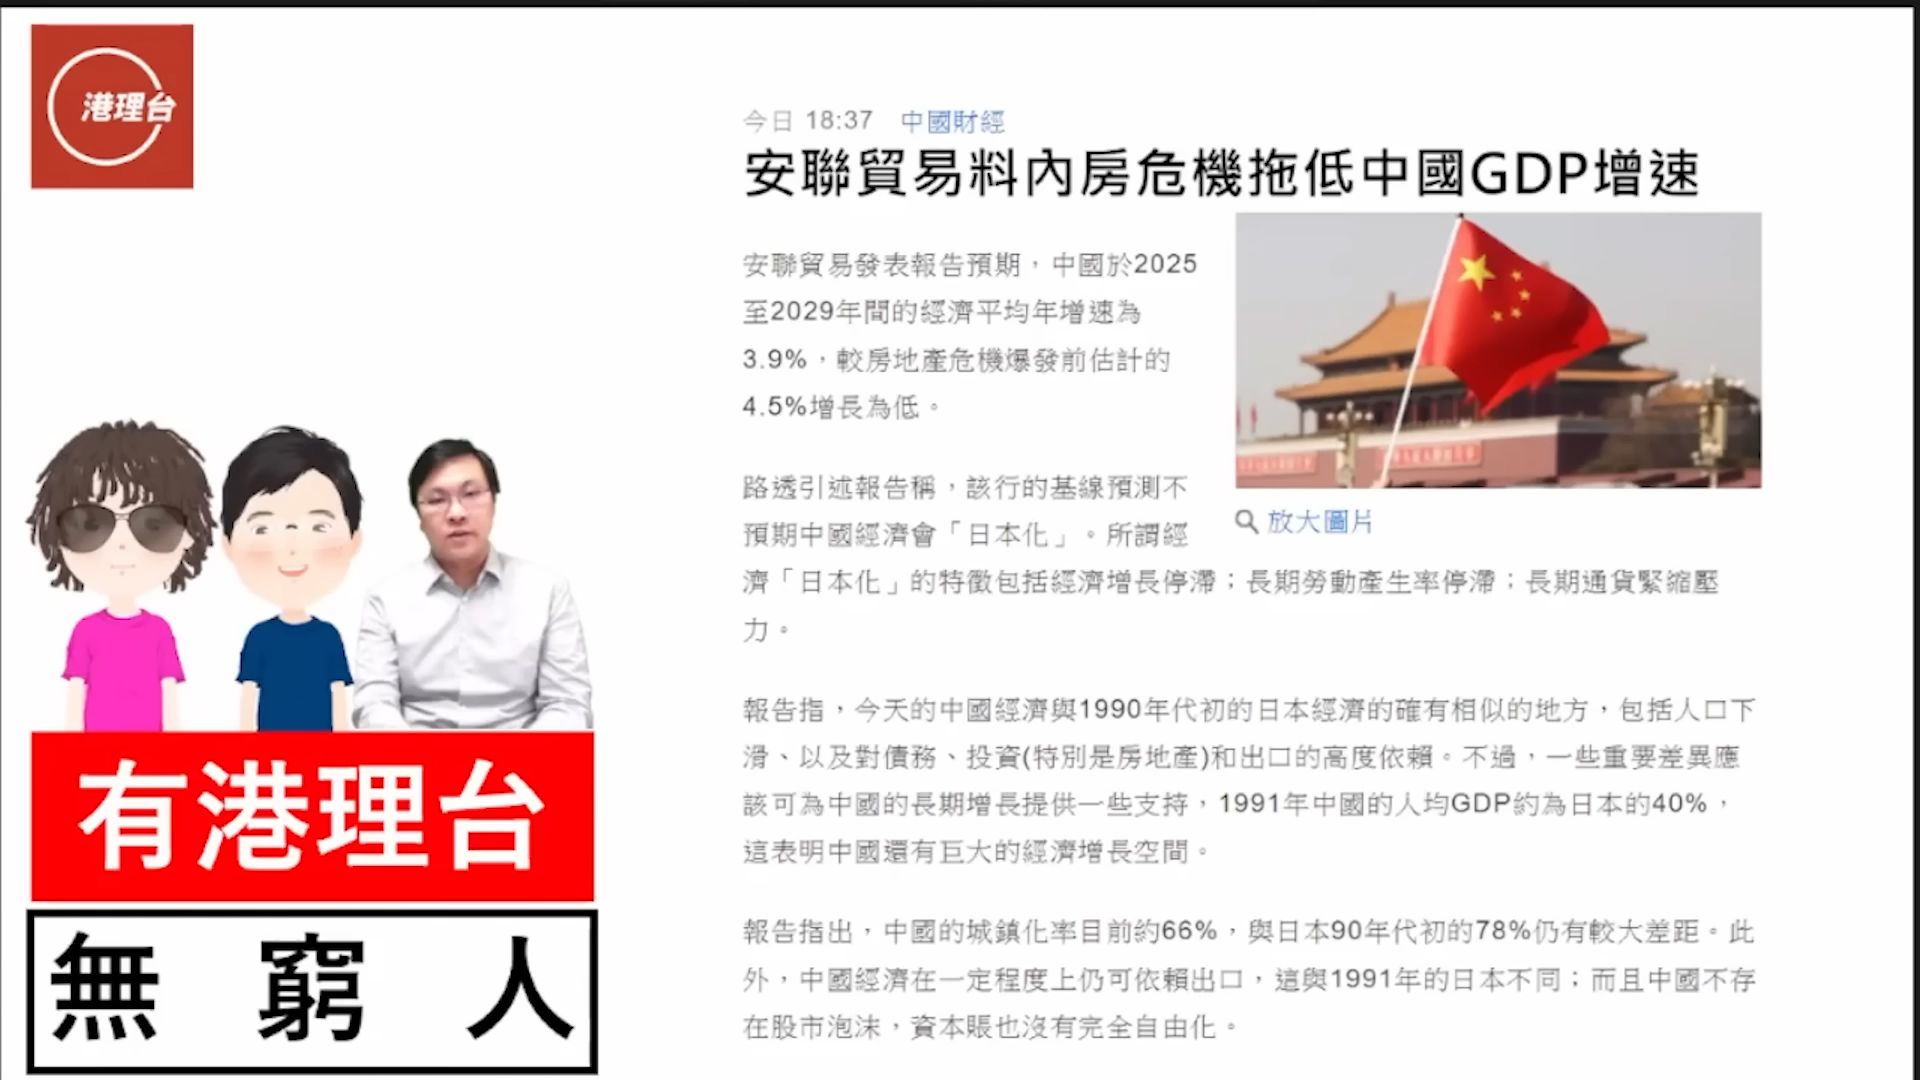 港理台
今日 18:37 中國財經
安聯貿易料內房危機拖低中國GDP增速
安聯貿易發表報告預期，中國於2025
至2029年間的經濟平均年增速為
3.9%，較房地產危機爆發前估計的
4.5%增長為低。
放大圖片
路透引述報告稱，該行的基線預測不
預期中國經濟會「日本化」。所謂經
濟「日本化」的特徵包括經濟增長停滯；長期勞動產生率停滯；長期通貨緊縮壓
力。
報告指，今天的中國經濟與1990年代初的日本經濟的確有相似的地方，包括人口下
滑、以及對債務、投資(特別是房地產)和出口的高度依賴。不過，一些重要差異應
該可為中國的長期增長提供一些支持，1991年中國的人均GDP約為日本的40%，
這表明中國還有巨大的經濟增長空間。
報告指出，中國的城鎮化率目前約66%，與日本90年代初的78%仍有較大差距。此
外，中國經濟在一定程度上仍可依賴出口，這與1991年的日本不同；而且中國不存
在股市泡沫，資本賬也沒有完全自由化。
有港理台
無窮人